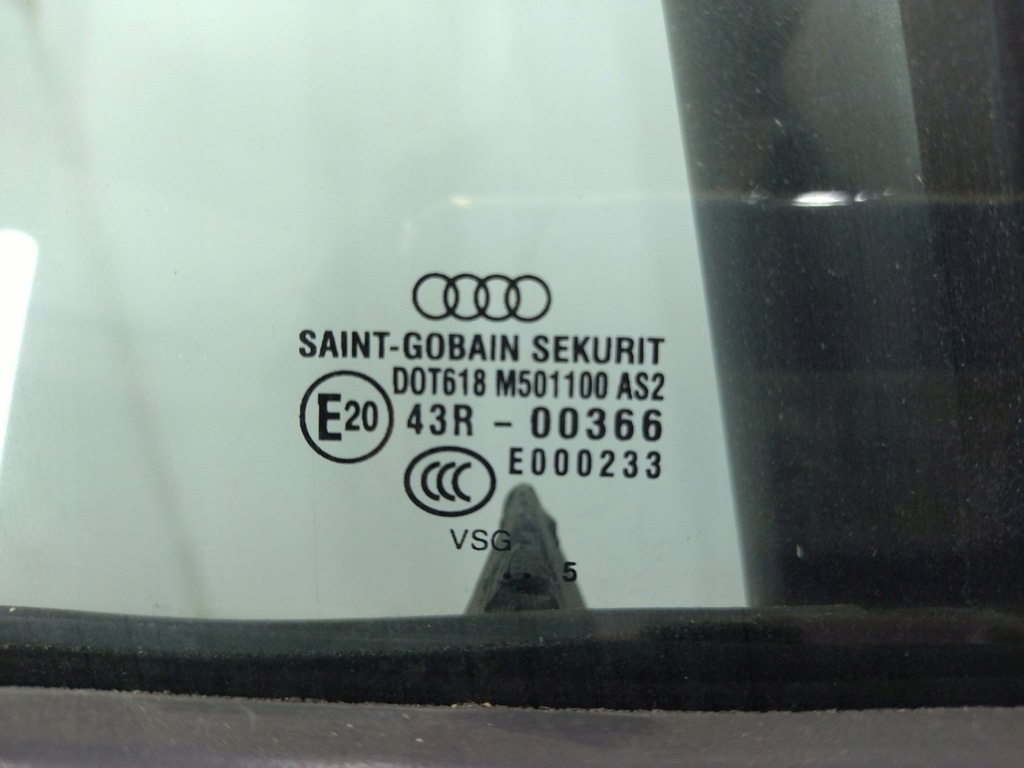 SAINT-GOBAIN SEKURIT
DOT618 M501100 AS2
E20 43R - 00366
CCC E000233
VSG
.. 5